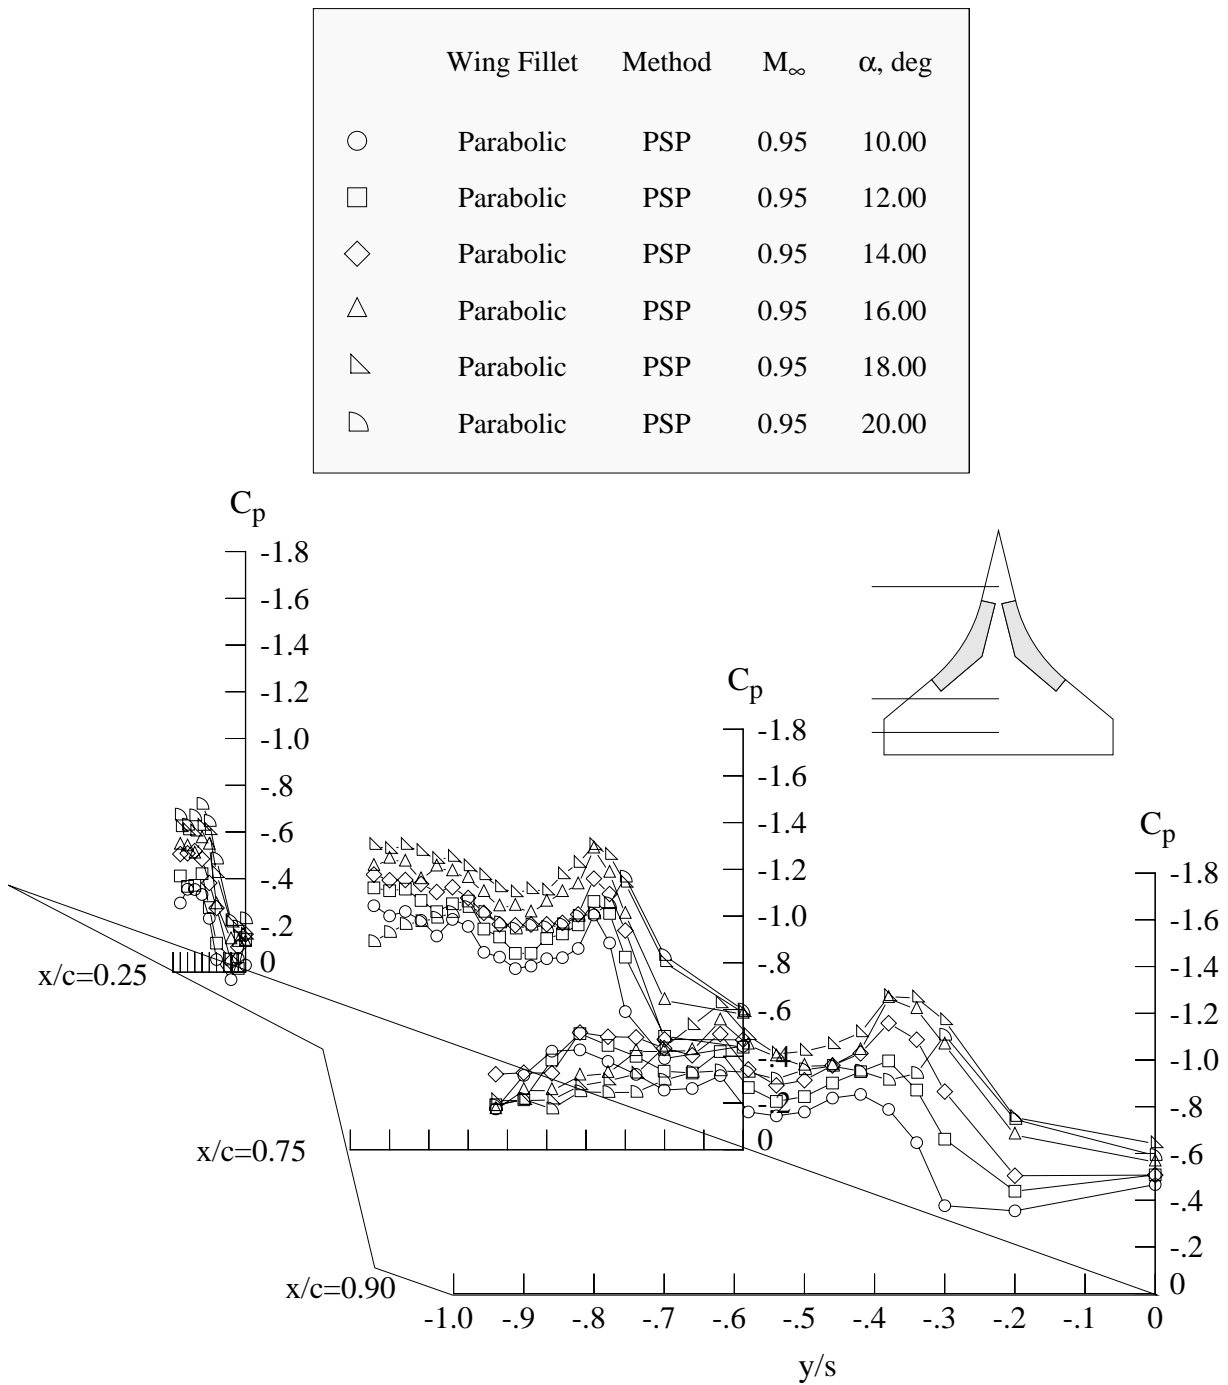 Wing Fillet Method M∞ α, deg
Parabolic PSP 0.95 10.00
Parabolic PSP 0.95 12.00
Parabolic PSP 0.95 14.00
Parabolic PSP 0.95 16.00
Parabolic PSP 0.95 18.00
Parabolic PSP 0.95 20.00
Cp
-1.8
-1.6
-1.4
-1.2
-1.0
-.8
-.6
-.4
-.2
0
x/c=0.25
Cp
-1.8
-1.6
-1.4
-1.2
-1.0
-.8
-.6
-.4
-.2
0
x/c=0.75
Cp
-1.8
-1.6
-1.4
-1.2
-1.0
-.8
-.6
-.4
-.2
0
x/c=0.90
-1.0 -.9 -.8 -.7 -.6 -.5 -.4 -.3 -.2 -.1 0
y/s